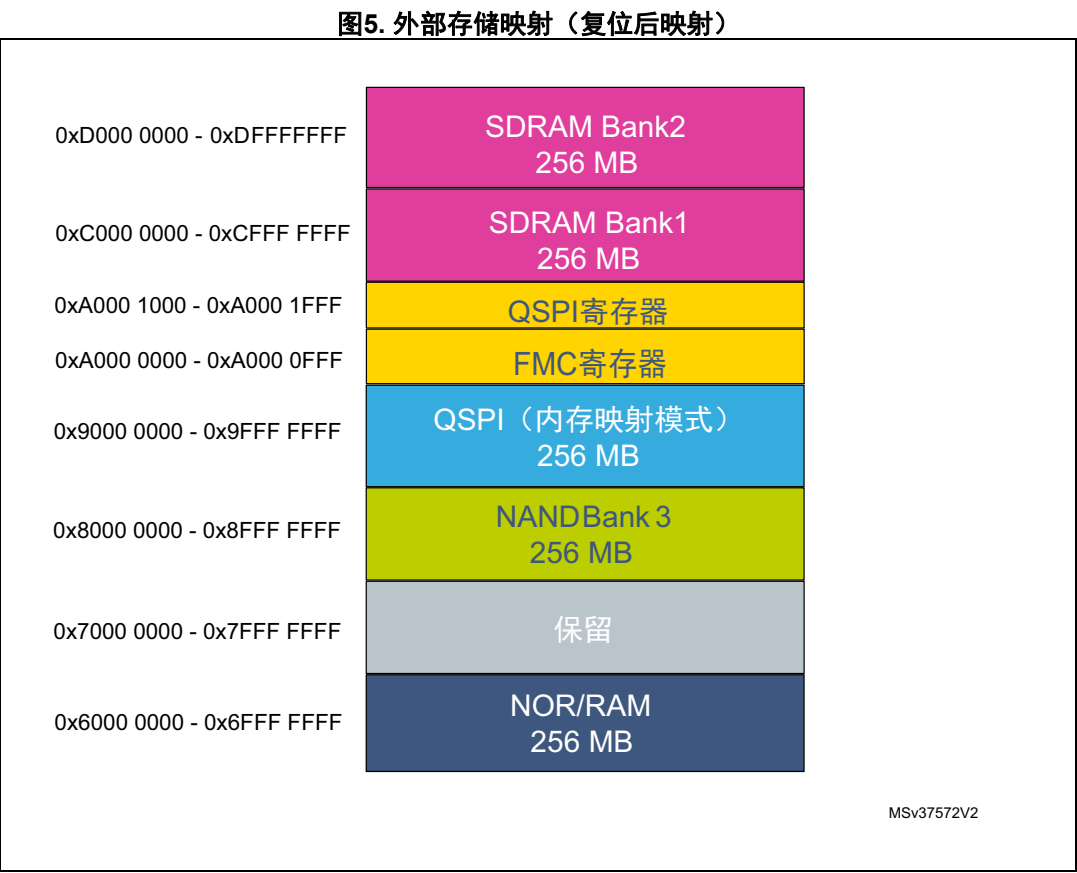 图5. 外部存储映射（复位后映射）
0xD000 0000 - 0xDFFFFFFF
SDRAM Bank2
256 MB
0xC000 0000 - 0xCFFF FFFF
SDRAM Bank1
256 MB
0xA000 1000 - 0xA000 1FFF
QSPI寄存器
0xA000 0000 - 0xA000 0FFF
FMC寄存器
0x9000 0000 - 0x9FFF FFFF
QSPI（内存映射模式）
256 MB
0x8000 0000 - 0x8FFF FFFF
NANDBank 3
256 MB
0x7000 0000 - 0x7FFF FFFF
保留
0x6000 0000 - 0x6FFF FFFF
NOR/RAM
256 MB
MSv37572V2